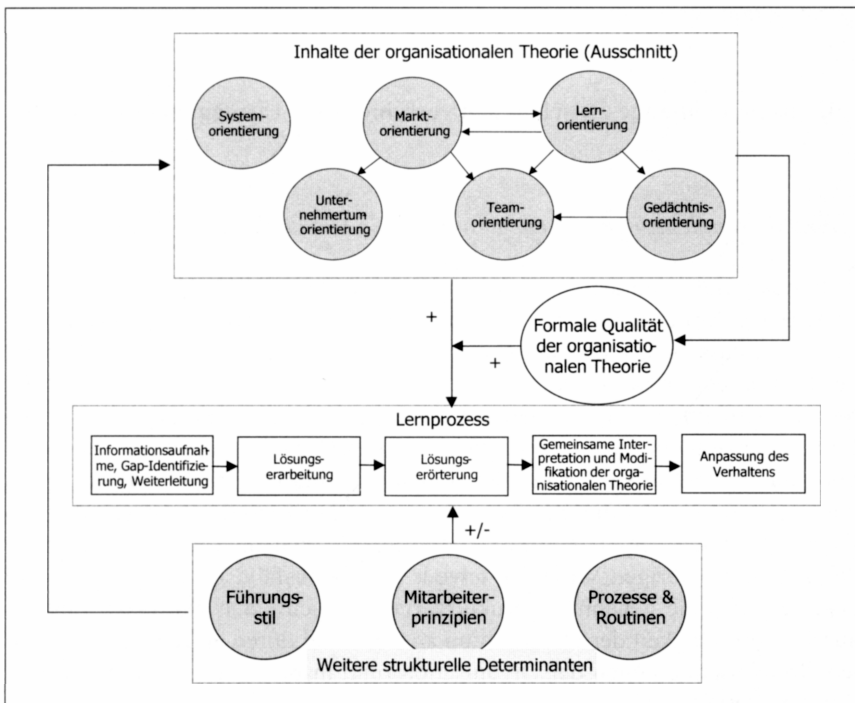 Inhalte der organisationalen Theorie (Ausschnitt)
System-
orientierung
Markt-
orientierung
Lern-
orientierung
Unter-
nehmertum-
orientierung
Team-
orientierung
Gedächtnis-
orientierung
+
Formale Qualität
der organisatio-
nalen Theorie
+
Lernprozess
Informationsaufnah-
me, Gap-Identifizie-
rung, Weiterleitung
Lösungs-
erarbeitung
Lösungs-
erörterung
Gemeinsame Inter-
pretation und Modi-
fikation der orga-
nisationalen Theorie
Anpassung des
Verhaltens
+/-
Führungs-
stil
Mitarbeiter-
prinzipien
Prozesse &
Routinen
Weitere strukturelle Determinanten